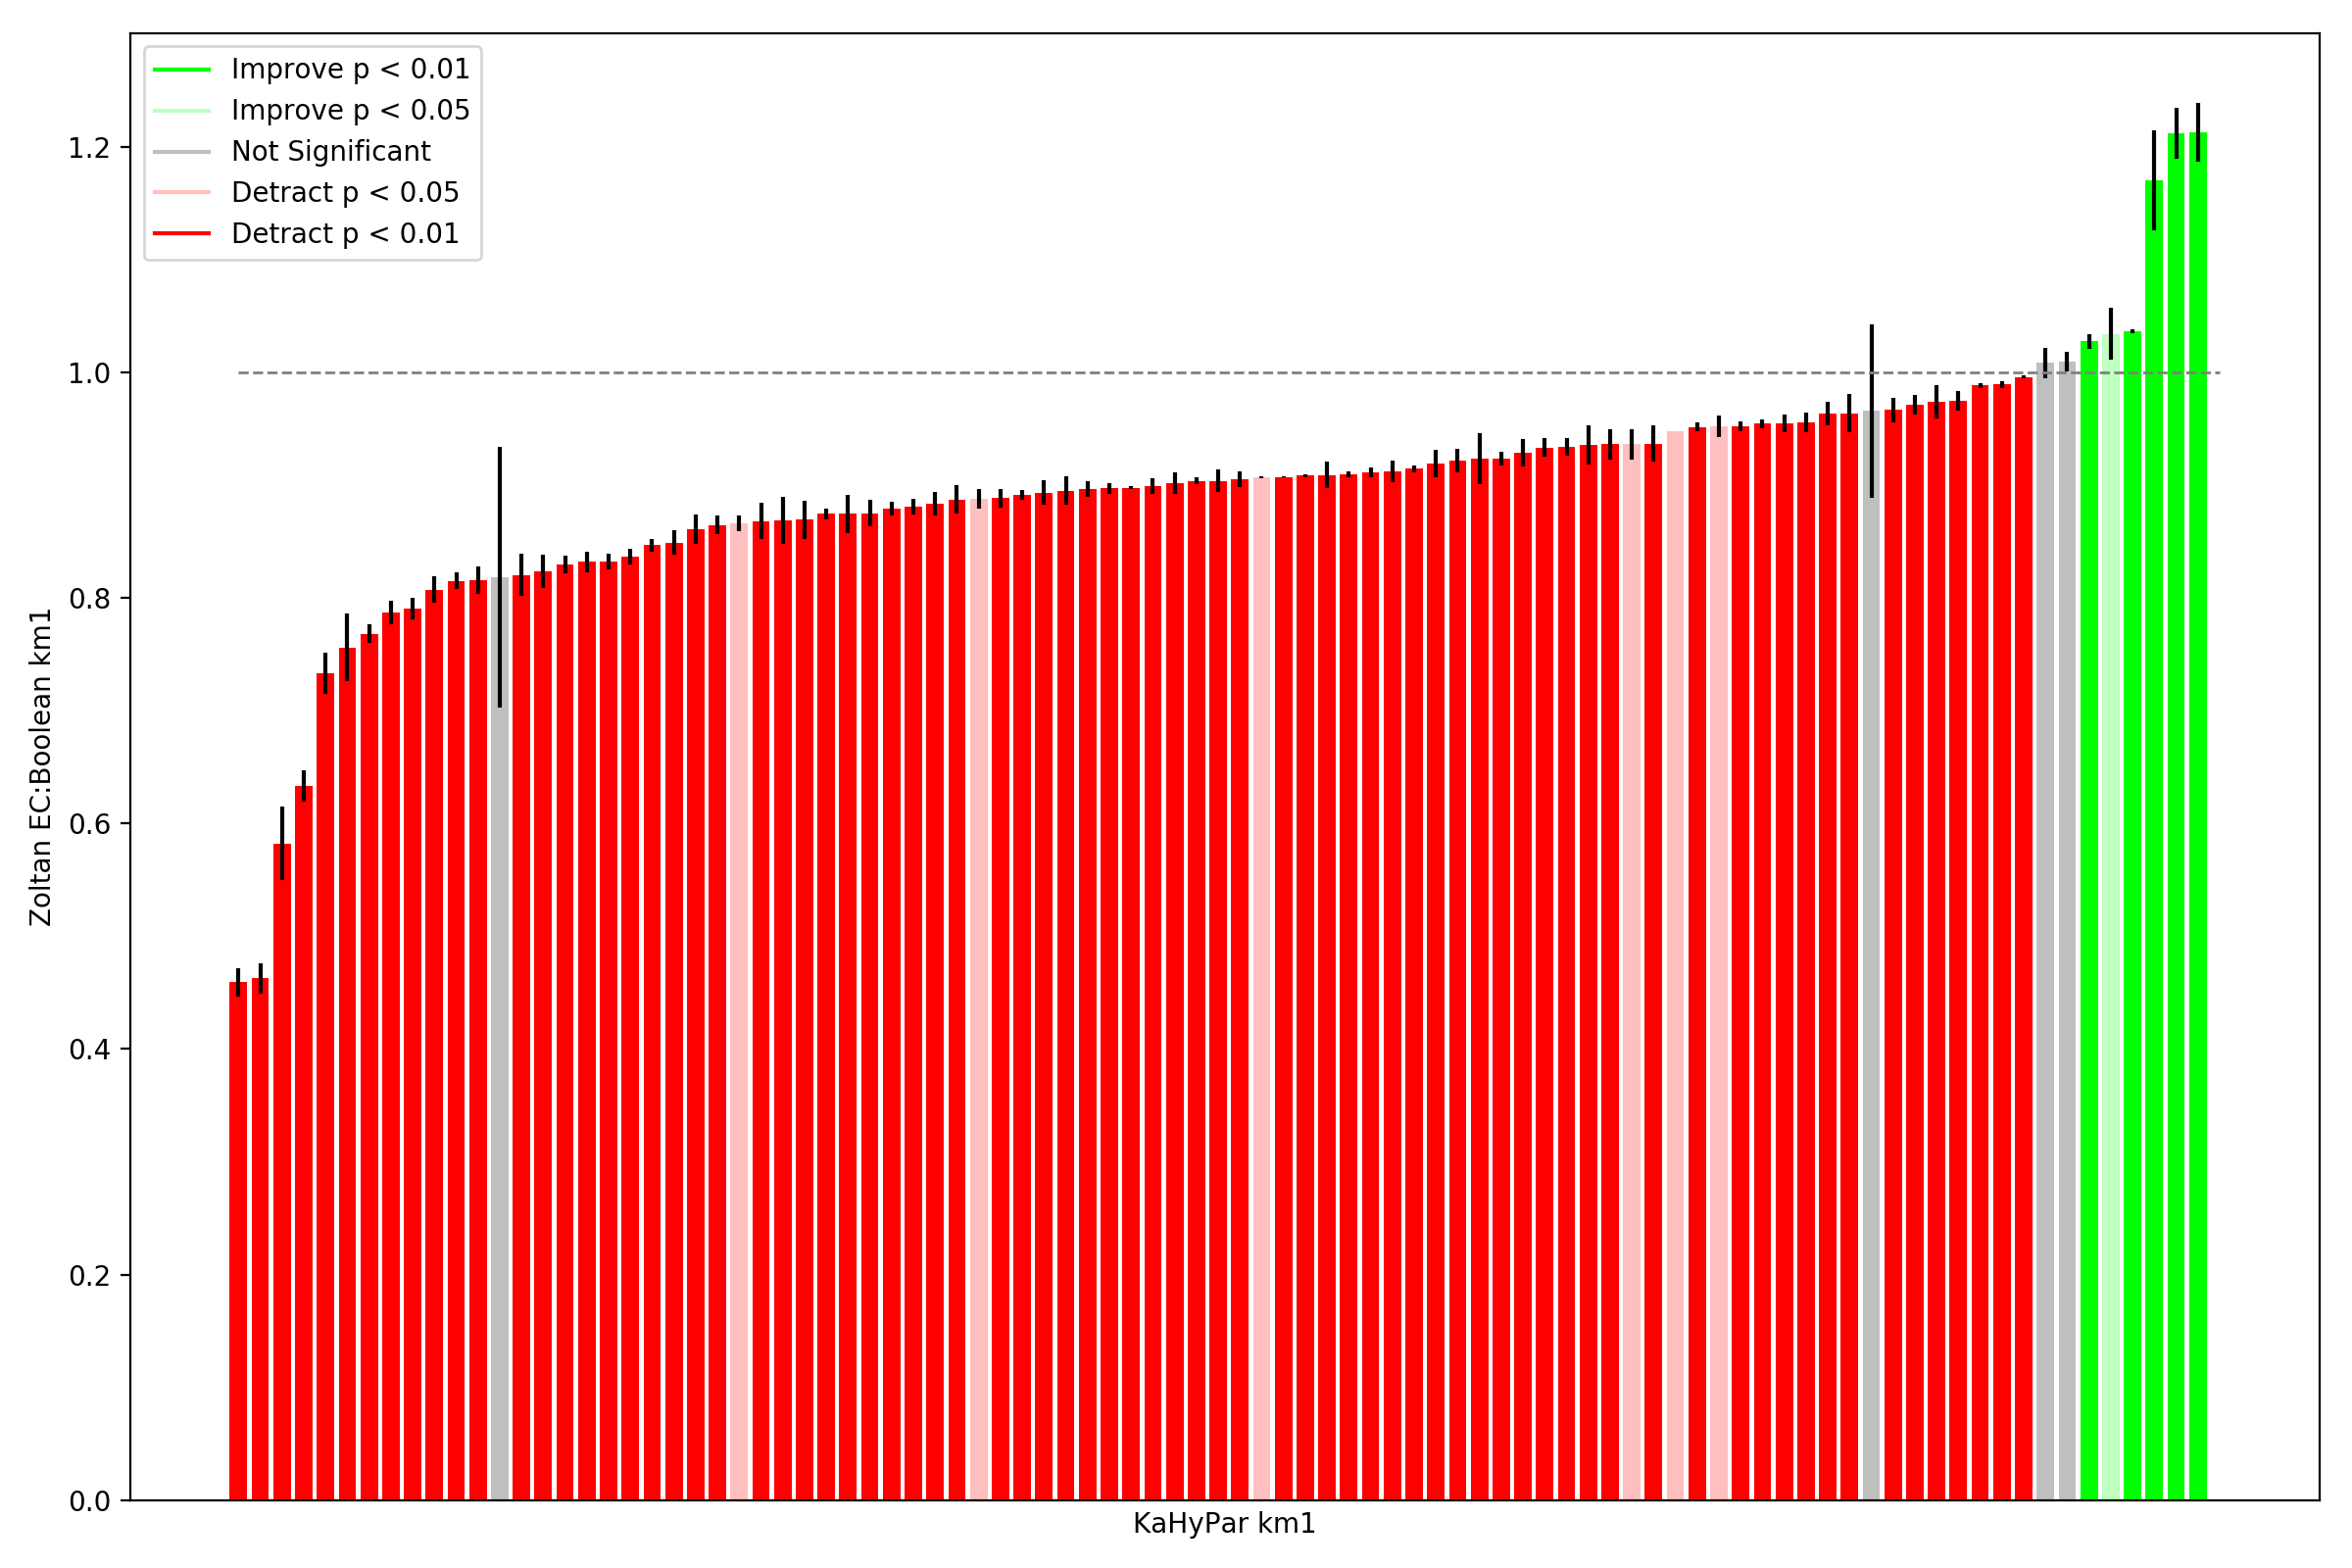 Improve p < 0.01
Improve p < 0.05
Not Significant
Detract p < 0.05
Detract p < 0.01
1.2
1.0
0.8
0.6
0.4
0.2
0.0
Zoltan EC:Boolean km1
KaHyPar km1